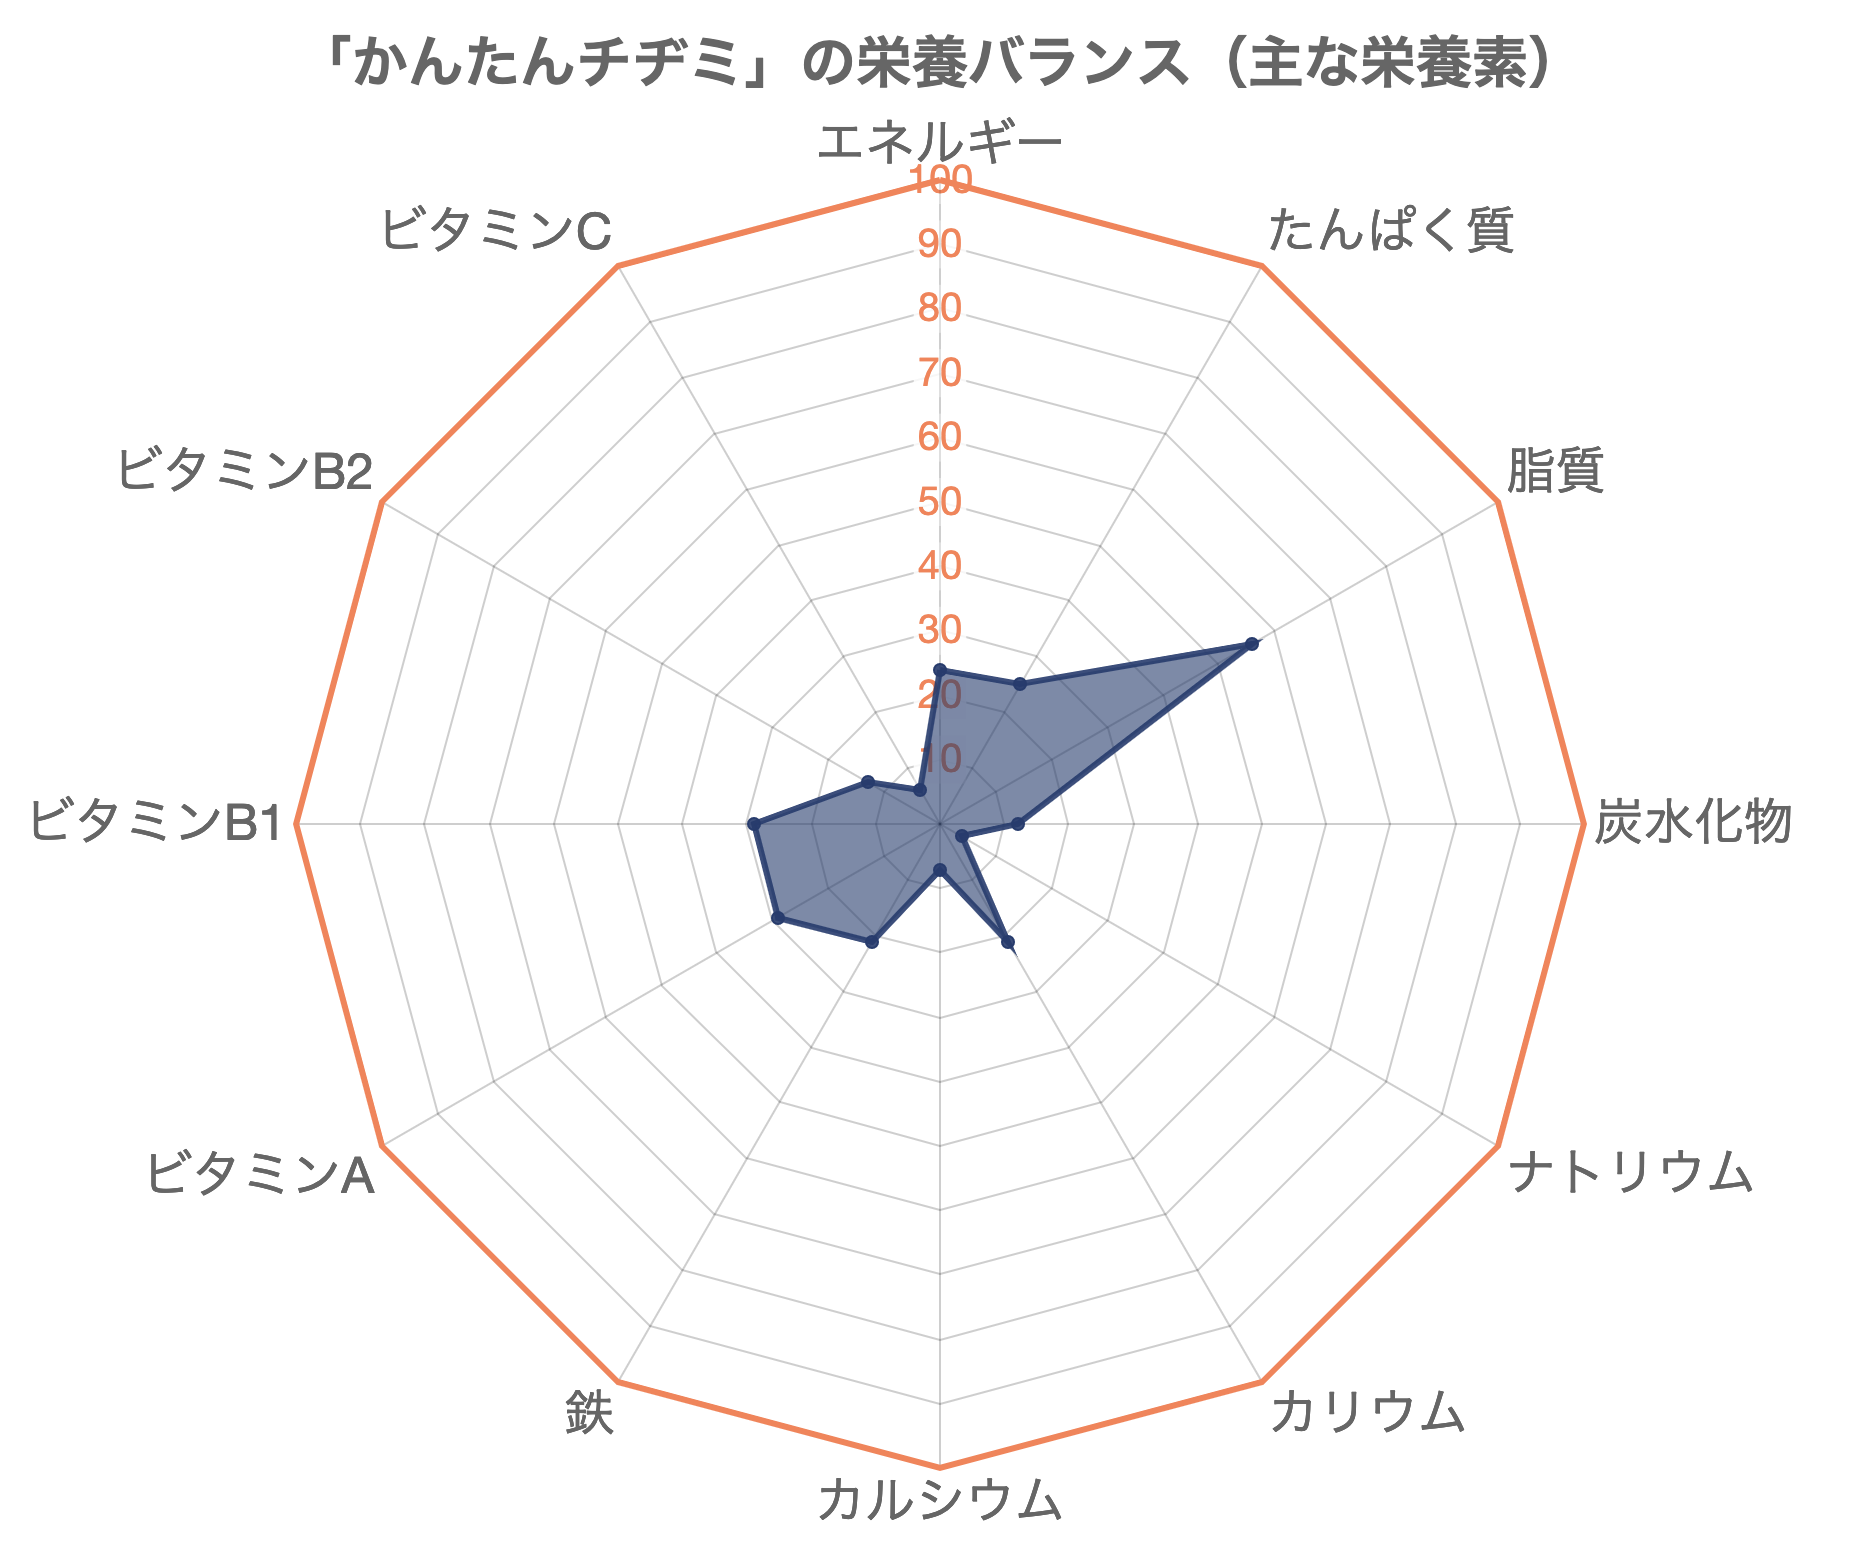 「かんたんチヂミ」の栄養バランス（主な栄養素）
エネルギー
たんぱく質
脂質
炭水化物
ナトリウム
カリウム
カルシウム
鉄
ビタミンA
ビタミンB1
ビタミンB2
ビタミンC
100
90
80
70
60
50
40
30
20
10